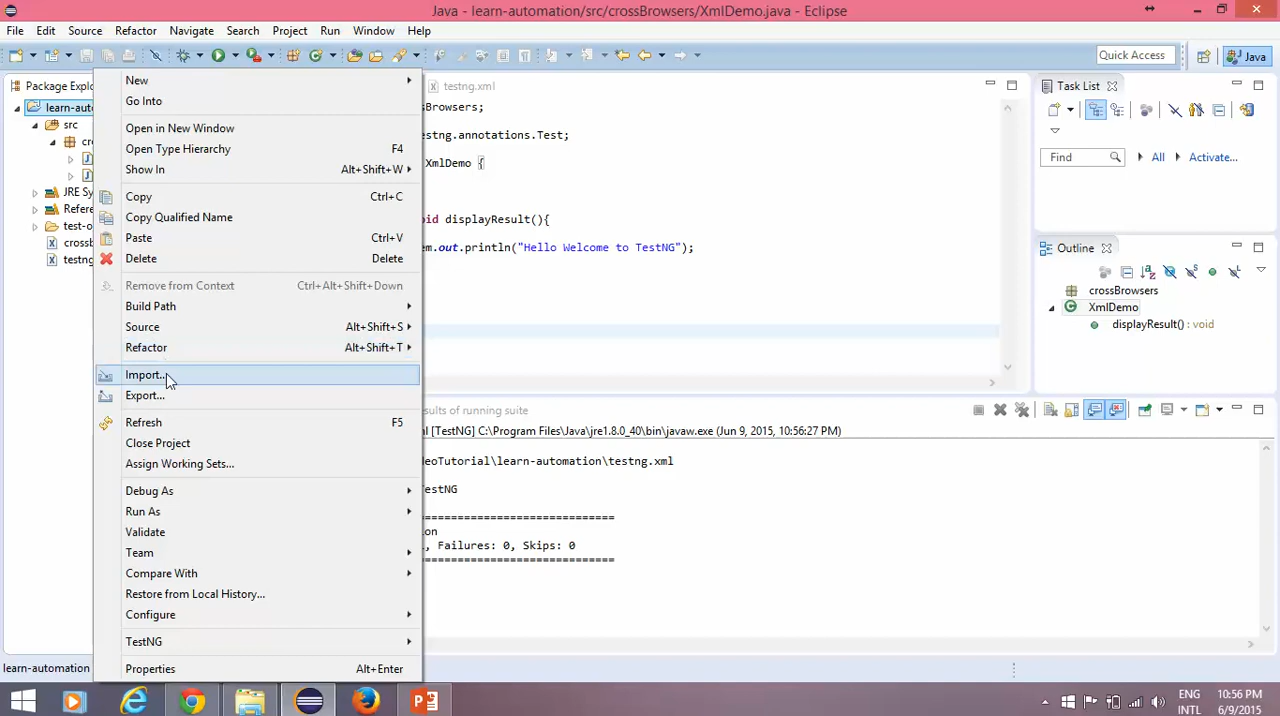 Java - learn-automation/src/crossBrowsers/XmlDemo.java - Eclipse
File Edit Source Refactor Navigate Search Project Run Window Help
Quick Access
Java
Package Expl
learn-auto
src
cro
JRE Sy
Refere
test-o
crossb
testng
New
Go Into
Open in New Window
Open Type Hierarchy F4
Show In Alt+Shift+W
Copy Ctrl+C
Copy Qualified Name
Paste Ctrl+V
Delete Delete
Remove from Context Ctrl+Alt+Shift+Down
Build Path
Source Alt+Shift+S
Refactor Alt+Shift+T
Import...
Export...
Refresh F5
Close Project
Assign Working Sets...
Debug As
Run As
Validate
Team
Compare With
Restore from Local History...
Configure
TestNG
Properties Alt+Enter
testng.xml
ssBrowsers;
estng.annotations.Test;
XmlDemo {
oid displayResult(){
em.out.println("Hello Welcome to TestNG");
sults of running suite
l [TestNG] C:\Program Files\Java\jre1.8.0_40\bin\javaw.exe (Jun 9, 2015, 10:56:27 PM)
eoTutorial\learn-automation\testng.xml
estNG
==============================
on
, Failures: 0, Skips: 0
==============================
Task List
Find
All
Activate...
Outline
crossBrowsers
XmlDemo
displayResult() : void
learn-automation
ENG
INTL
10:56 PM
6/9/2015